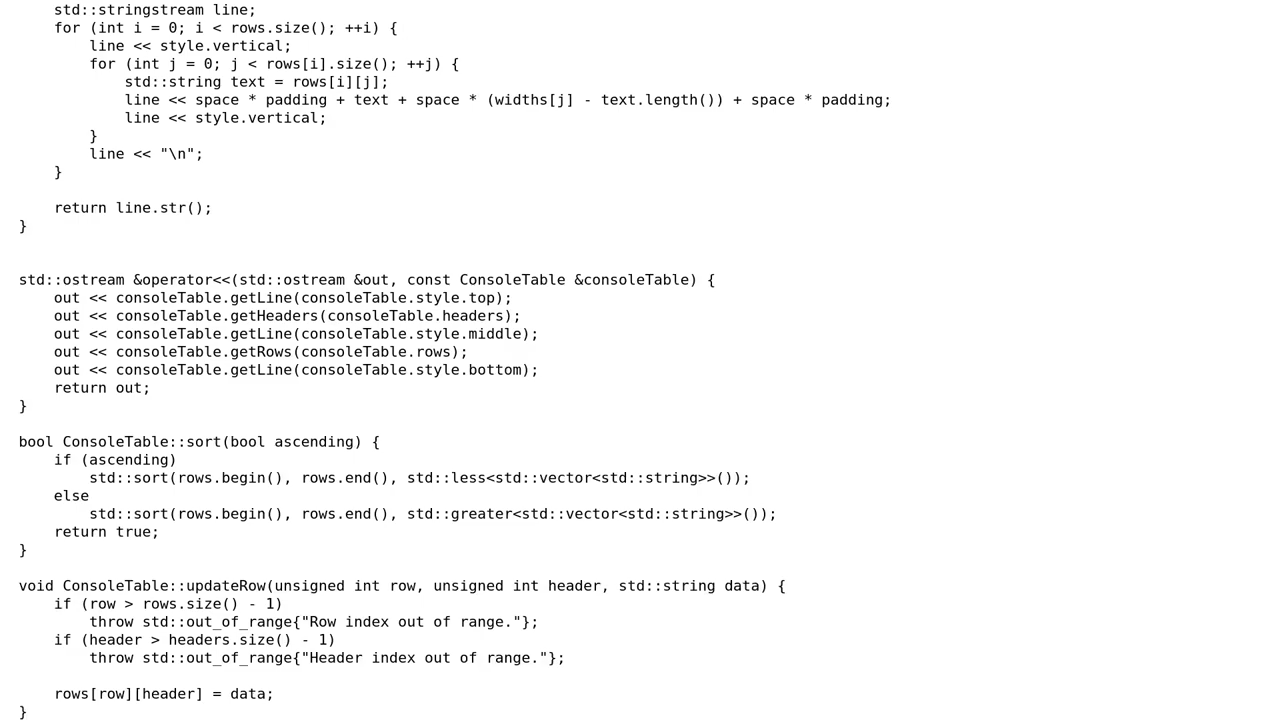 std::stringstream line;
    for (int i = 0; i < rows.size(); ++i) {
        line << style.vertical;
        for (int j = 0; j < rows[i].size(); ++j) {
            std::string text = rows[i][j];
            line << space * padding + text + space * (widths[j] - text.length()) + space * padding;
            line << style.vertical;
        }
        line << "\n";
    }

    return line.str();
}


std::ostream &operator<<(std::ostream &out, const ConsoleTable &consoleTable) {
    out << consoleTable.getLine(consoleTable.style.top);
    out << consoleTable.getHeaders(consoleTable.headers);
    out << consoleTable.getLine(consoleTable.style.middle);
    out << consoleTable.getRows(consoleTable.rows);
    out << consoleTable.getLine(consoleTable.style.bottom);
    return out;
}

bool ConsoleTable::sort(bool ascending) {
    if (ascending)
        std::sort(rows.begin(), rows.end(), std::less<std::vector<std::string>>());
    else
        std::sort(rows.begin(), rows.end(), std::greater<std::vector<std::string>>());
    return true;
}

void ConsoleTable::updateRow(unsigned int row, unsigned int header, std::string data) {
    if (row > rows.size() - 1)
        throw std::out_of_range{"Row index out of range."};
    if (header > headers.size() - 1)
        throw std::out_of_range{"Header index out of range."};

    rows[row][header] = data;
}